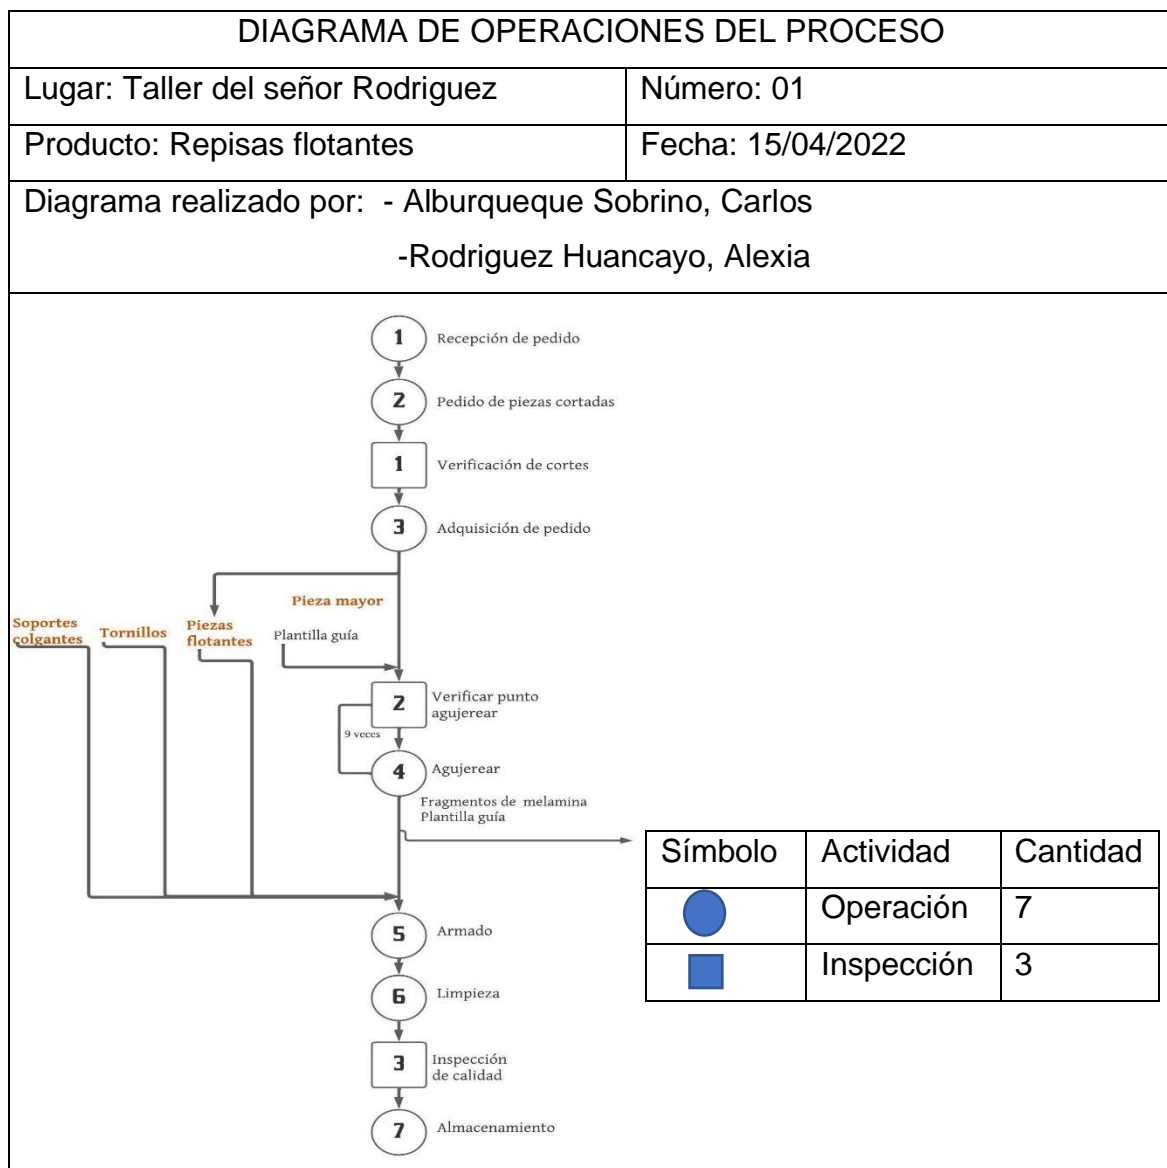 DIAGRAMA DE OPERACIONES DEL PROCESO
Lugar: Taller del señor Rodriguez
Número: 01
Producto: Repisas flotantes
Fecha: 15/04/2022
Diagrama realizado por: - Alburqueque Sobrino, Carlos
-Rodriguez Huancayo, Alexia
1
Recepción de pedido
2
Pedido de piezas cortadas
1
Verificación de cortes
3
Adquisición de pedido
Pieza mayor
Soportes
colgantes
Tornillos
Piezas
flotantes
Plantilla guía
2
Verificar punto
agujerear
9 veces
4
Agujerear
Fragmentos de melamina
Plantilla guía
Símbolo
Actividad
Cantidad
Operación
7
Inspección
3
5
Armado
6
Limpieza
3
Inspección
de calidad
7
Almacenamiento